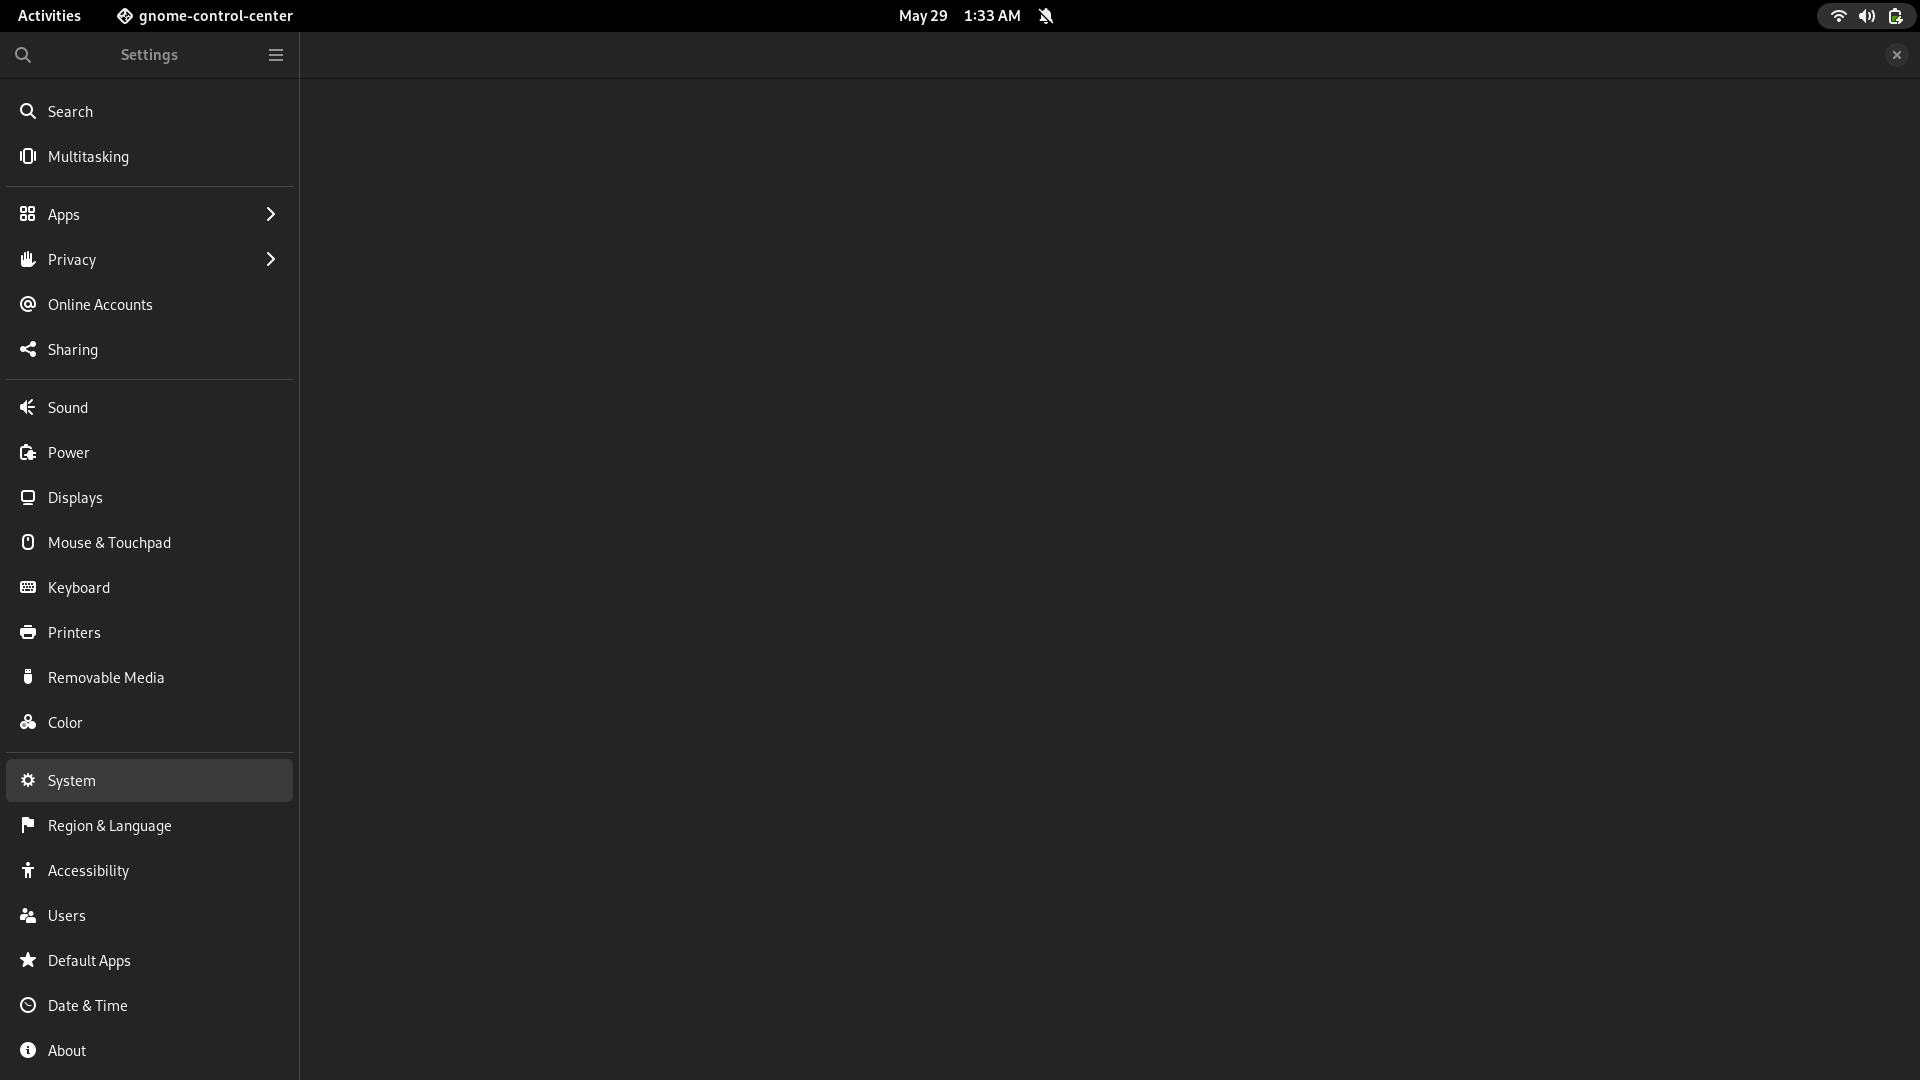 Activities
gnome-control-center
May 29 1:33 AM
Settings
Search
Multitasking
Apps
Privacy
Online Accounts
Sharing
Sound
Power
Displays
Mouse & Touchpad
Keyboard
Printers
Removable Media
Color
System
Region & Language
Accessibility
Users
Default Apps
Date & Time
About